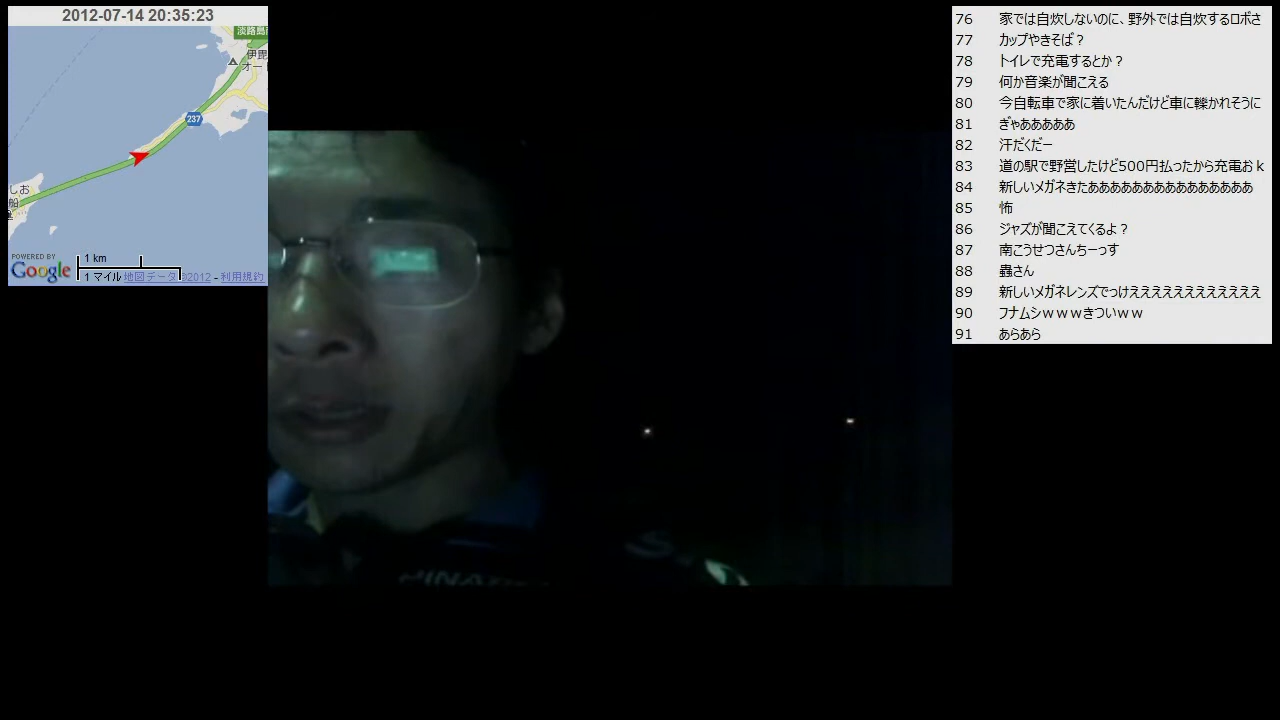 2012-07-14 20:35:23
淡路島
伊毘
オート
237
しお
船
POWERED BY
Google
1 km
1 マイル 地図データ ©2012 - 利用規約
76 家では自炊しないのに、野外では自炊するロボさ
77 カップやきそば？
78 トイレで充電するとか？
79 何か音楽が聞こえる
80 今自転車で家に着いたんだけど車に轢かれそうに
81 ぎゃあああああ
82 汗だくだー
83 道の駅で野営したけど500円払ったから充電おｋ
84 新しいメガネきたあああああああああああああああ
85 怖
86 ジャズが聞こえてくるよ？
87 南こうせつさんちーっす
88 蟲さん
89 新しいメガネレンズでっけえええええええええええええ
90 フナムシｗｗｗきついｗｗ
91 あらあら